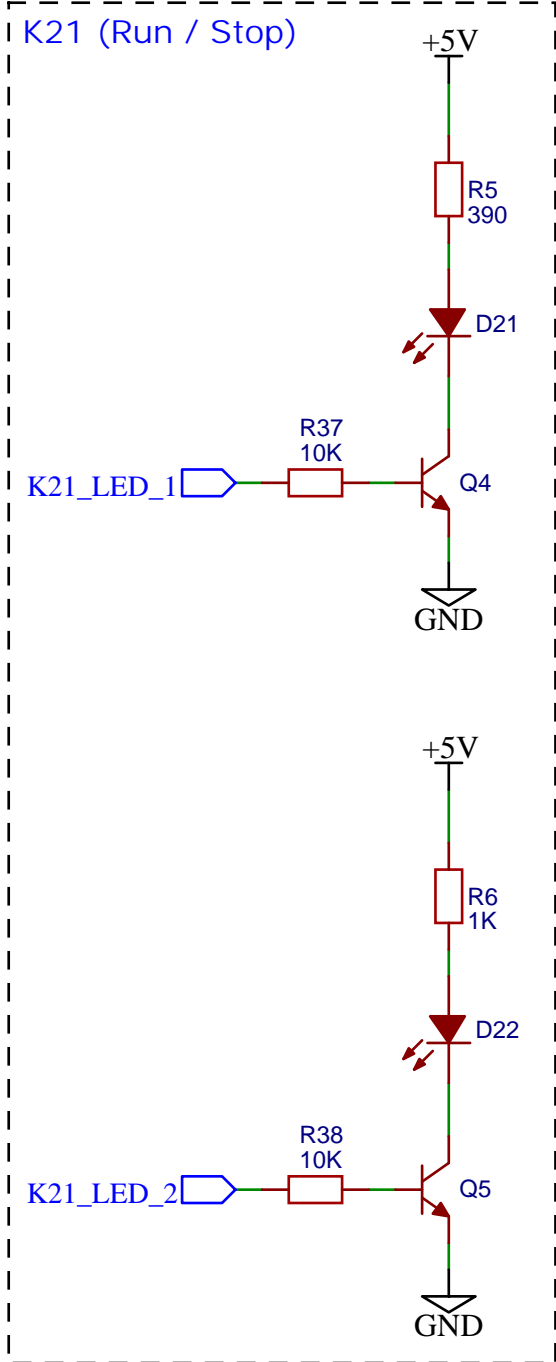 K21 (Run / Stop)
+5V
R5
390
D21
R37
10K
K21_LED_1
Q4
GND
+5V
R6
1K
D22
R38
10K
K21_LED_2
Q5
GND